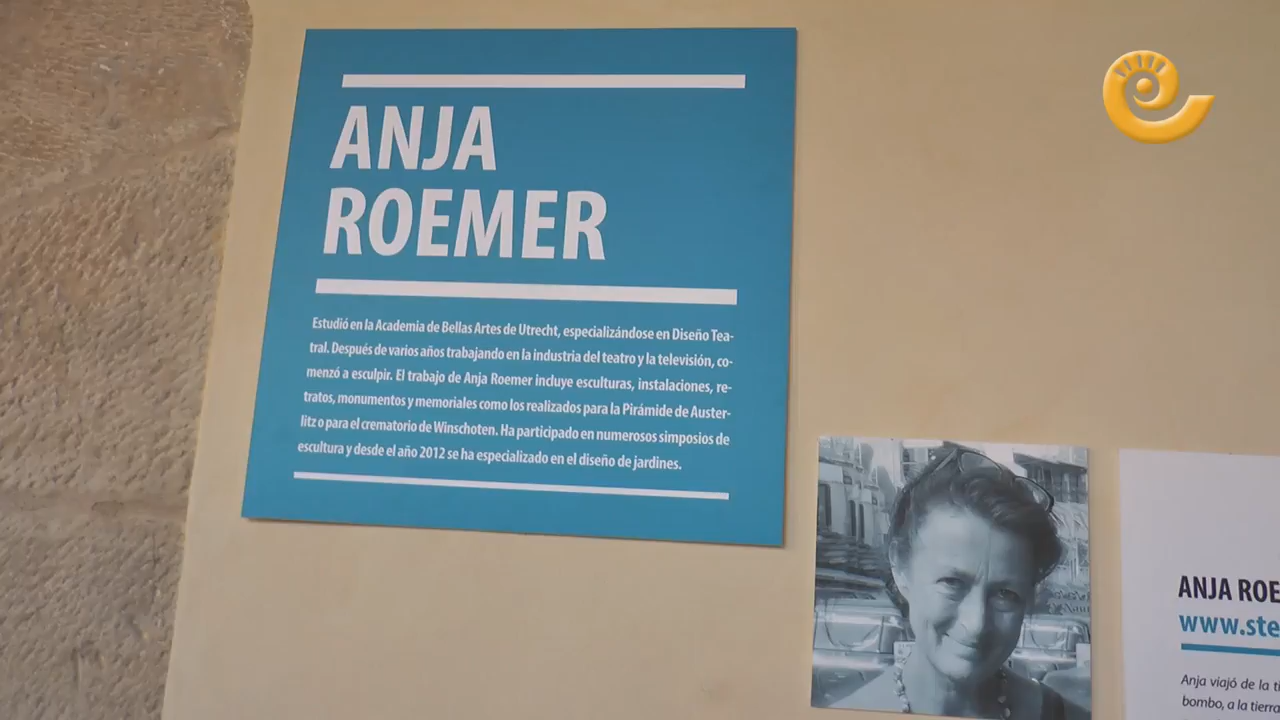 ANJA
ROEMER
Estudió en la Academia de Bellas Artes de Utrecht, especializándose en Diseño Tea-
tral. Después de varios años trabajando en la industria del teatro y la televisión, co-
menzó a esculpir. El trabajo de Anja Roemer incluye esculturas, instalaciones, re-
tratos, monumentos y memoriales como los realizados para la Pirámide de Auster-
litz o para el crematorio de Winschoten. Ha participado en numerosos simposios de
escultura y desde el año 2012 se ha especializado en el diseño de jardines.
ANJA ROE
www.ste
Anja viajó de la ti
bombo, a la tierra